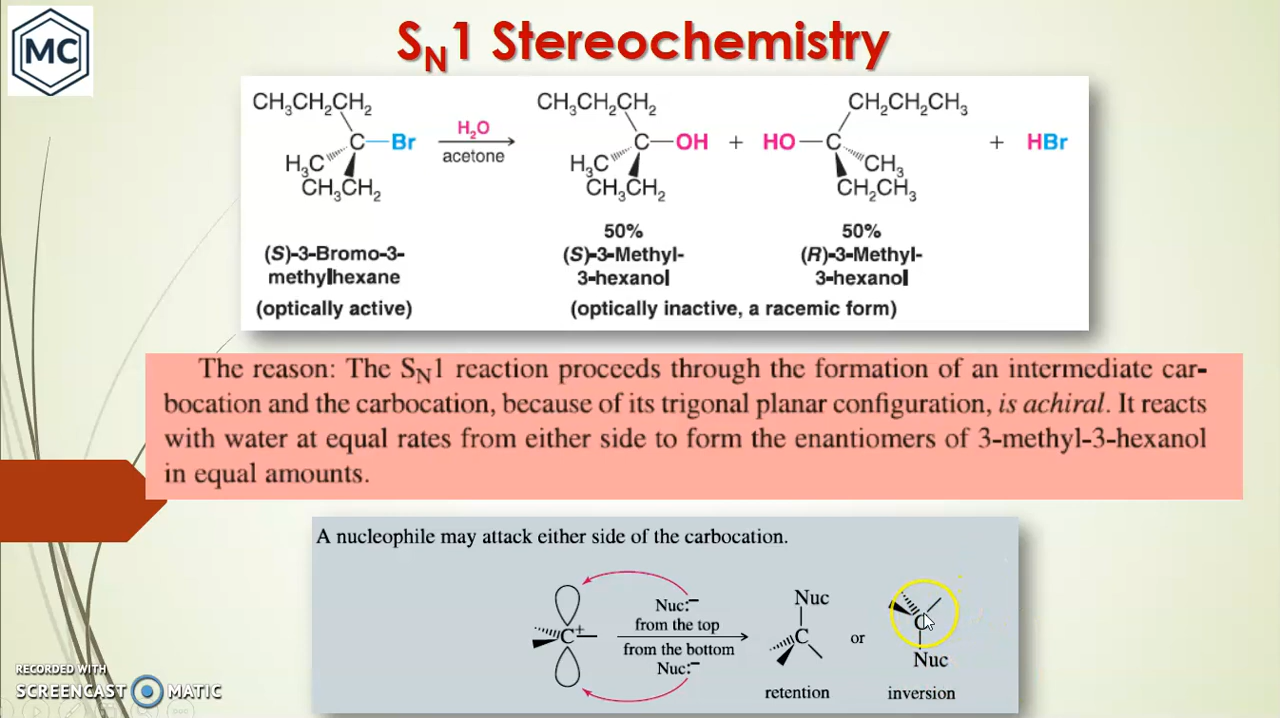 MC
SN1 Stereochemistry
CH3CH2CH2
C—Br
H3C
CH3CH2
H2O
acetone
CH3CH2CH2
C—OH
H3C
CH3CH2
+
CH2CH2CH3
HO—C
CH3
CH2CH3
+
HBr
(S)-3-Bromo-3-
methylhexane
(optically active)
50%
(S)-3-Methyl-
3-hexanol
50%
(R)-3-Methyl-
3-hexanol
(optically inactive, a racemic form)
The reason: The SN1 reaction proceeds through the formation of an intermediate car-
bocation and the carbocation, because of its trigonal planar configuration, is achiral. It reacts
with water at equal rates from either side to form the enantiomers of 3-methyl-3-hexanol
in equal amounts.
A nucleophile may attack either side of the carbocation.
C+
Nuc:−
from the top
from the bottom
Nuc:−
Nuc
C
retention
or
C
Nuc
inversion
RECORDED WITH
SCREENCAST MATIC